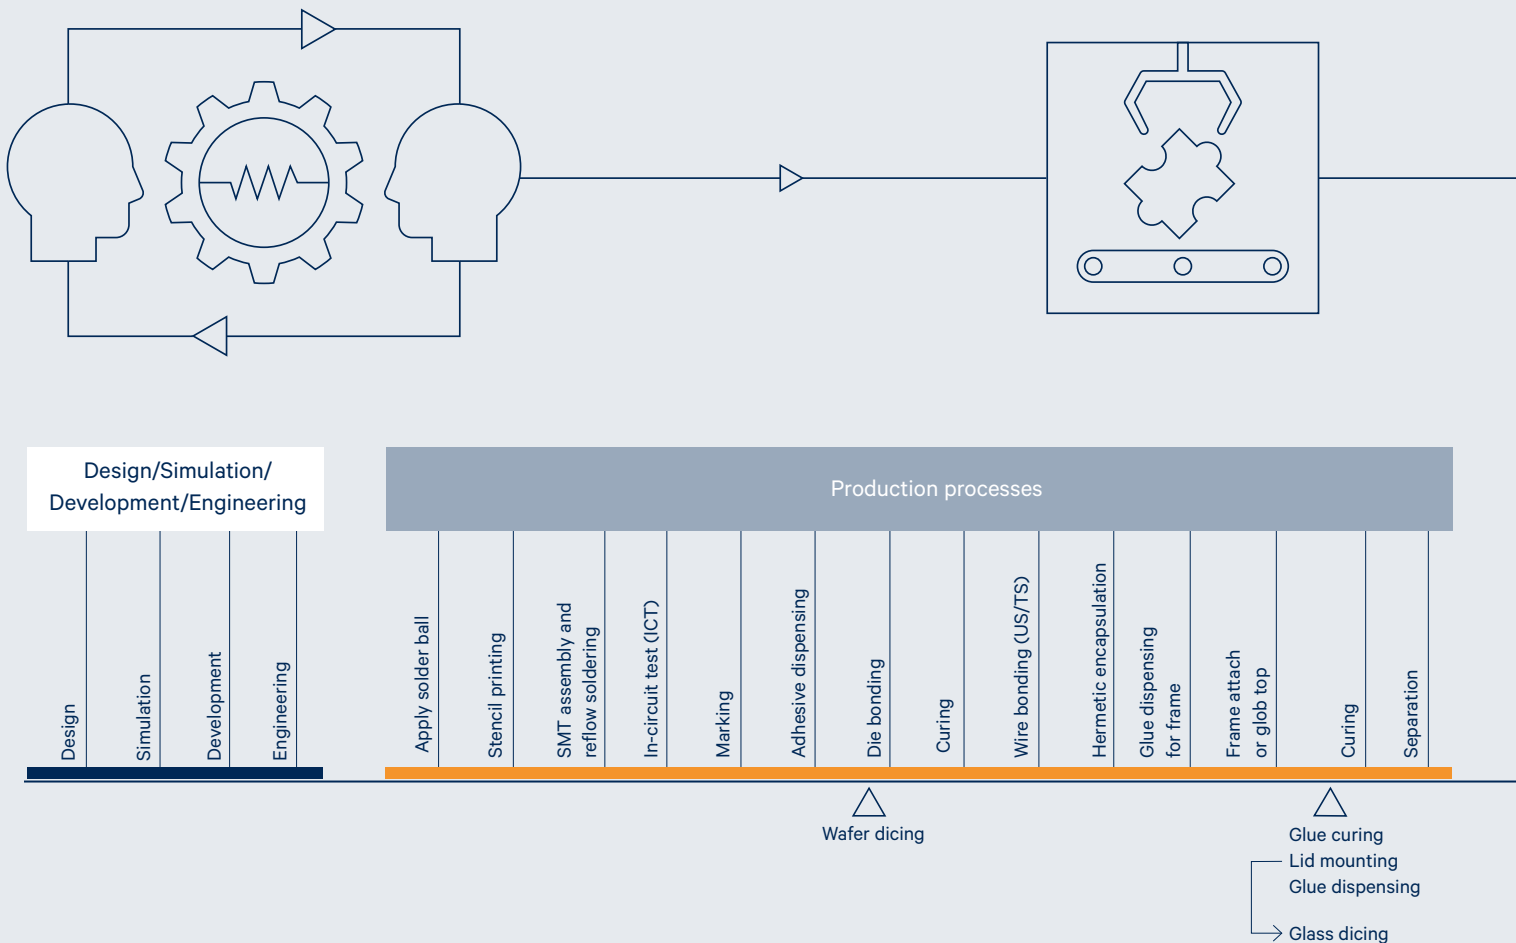 Design/Simulation/
Development/Engineering
Production processes
Design
Simulation
Development
Engineering
Apply solder ball
Stencil printing
SMT assembly and
reflow soldering
In-circuit test (ICT)
Marking
Adhesive dispensing
Die bonding
Curing
Wire bonding (US/TS)
Hermetic encapsulation
Glue dispensing
for frame
Frame attach
or glob top
Curing
Separation
Wafer dicing
Glue curing
Lid mounting
Glue dispensing
Glass dicing